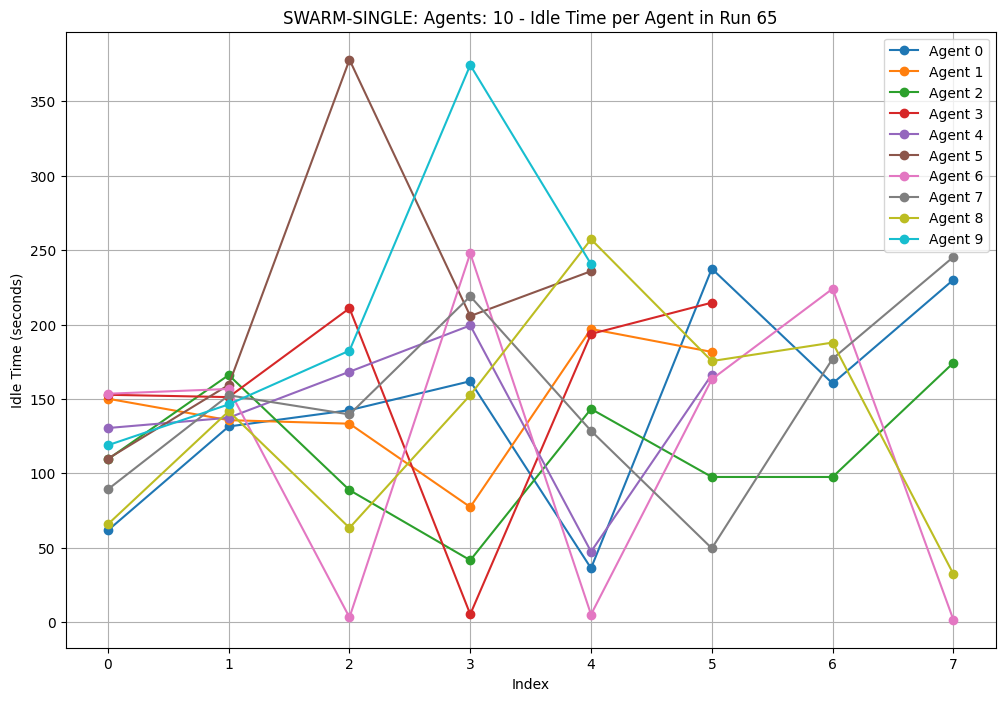 SWARM-SINGLE: Agents: 10 - Idle Time per Agent in Run 65
Idle Time (seconds)
350
300
250
200
150
100
50
0
0 1 2 3 4 5 6 7
Index
Agent 0
Agent 1
Agent 2
Agent 3
Agent 4
Agent 5
Agent 6
Agent 7
Agent 8
Agent 9